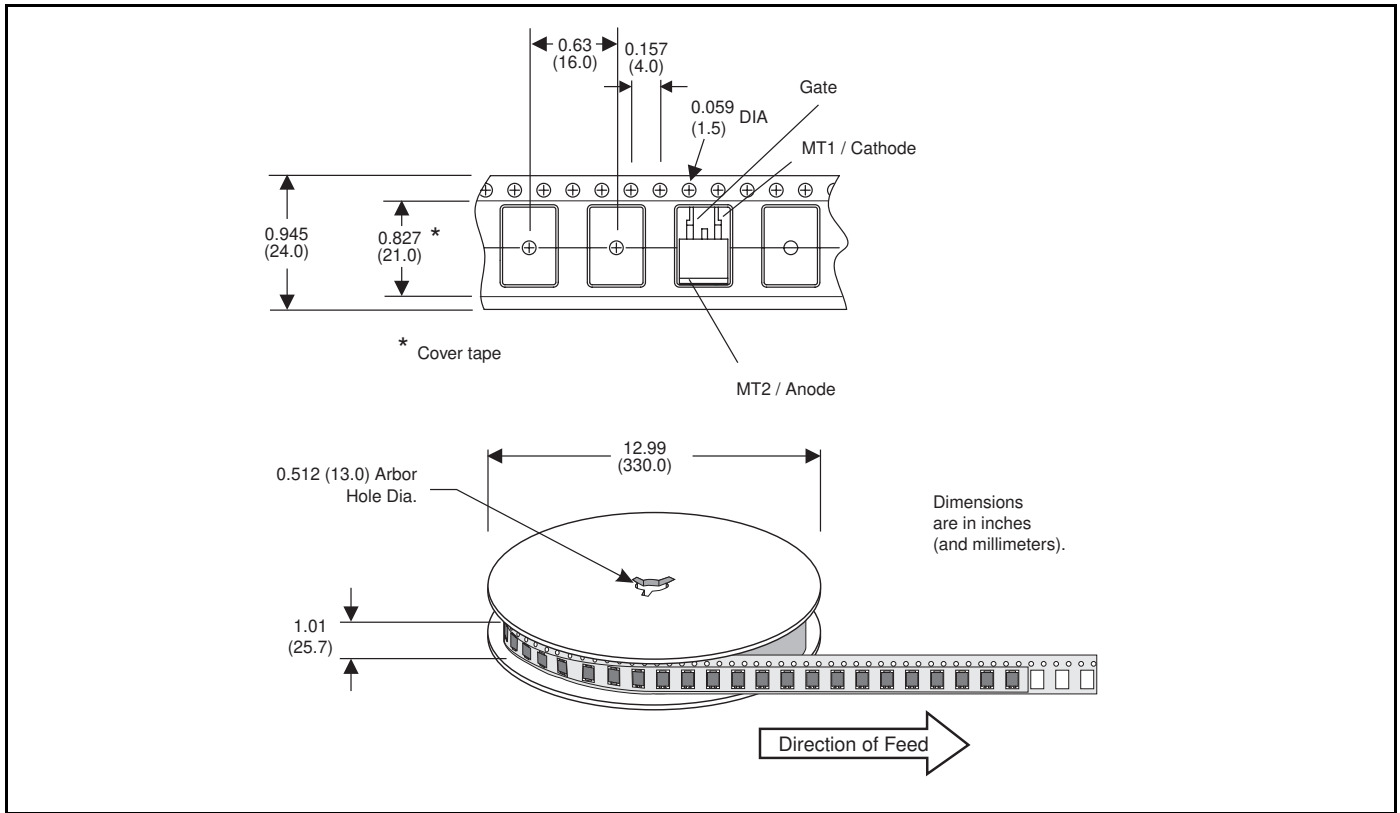 0.63
(16.0)
0.157
(4.0)
0.059
(1.5)
DIA
Gate
MT1 / Cathode
0.945
(24.0)
0.827
(21.0)
*
* Cover tape
MT2 / Anode
12.99
(330.0)
0.512 (13.0) Arbor
Hole Dia.
Dimensions
are in inches
(and millimeters).
1.01
(25.7)
Direction of Feed